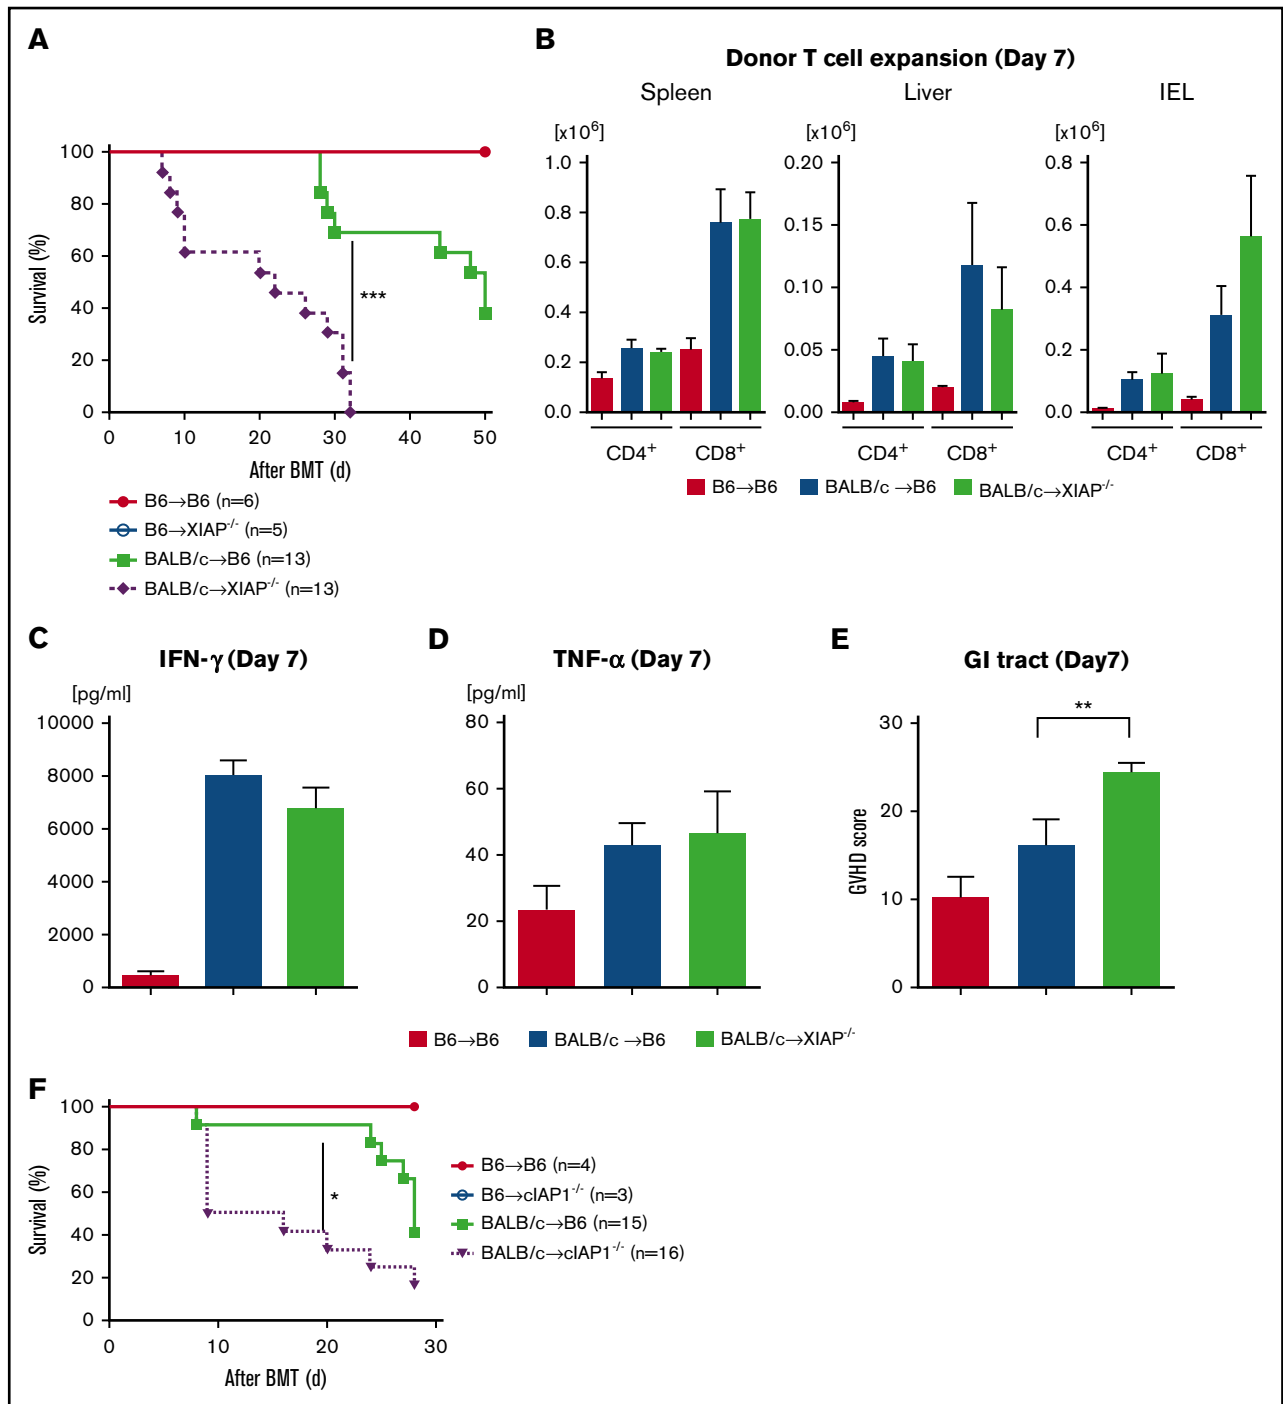 A
Survival (%)
100
80
60
40
20
0
0 10 20 30 40 50
***
After BMT (d)
B6→B6 (n=6)
B6→XIAP-/- (n=5)
BALB/c→B6 (n=13)
BALB/c→XIAP-/- (n=13)
B
Donor T cell expansion (Day 7)
Spleen Liver IEL
[x10⁶] [x10⁶] [x10⁶]
1.0
0.8
0.6
0.4
0.2
0.0
CD4⁺ CD8⁺
0.20
0.15
0.10
0.05
0.00
CD4⁺ CD8⁺
0.8
0.6
0.4
0.2
0.0
CD4⁺ CD8⁺
B6→B6 BALB/c →B6 BALB/c→XIAP-/-
C
IFN-γ (Day 7)
[pg/ml]
10000
8000
6000
4000
2000
0
D
TNF-α (Day 7)
[pg/ml]
80
60
40
20
0
E
GI tract (Day7)
GVHD score
30
20
10
0
**
B6→B6 BALB/c →B6 BALB/c→XIAP-/-
F
Survival (%)
100
80
60
40
20
0
0 10 20 30
*
After BMT (d)
B6→B6 (n=4)
B6→cIAP1-/- (n=3)
BALB/c→B6 (n=15)
BALB/c→cIAP1-/- (n=16)